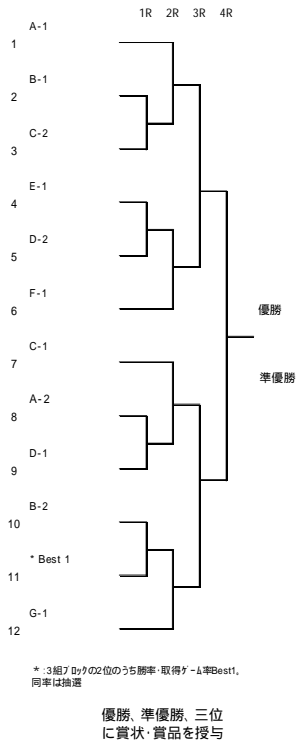 1R 2R 3R 4R
A-1
1
B-1
2
C-2
3
E-1
4
D-2
5
F-1
6
優勝
C-1
7
準優勝
A-2
8
D-1
9
B-2
10
* Best 1
11
G-1
12
* :3組ブロックの2位のうち勝率・取得ゲーム率Best1。
同率は抽選
優勝、準優勝、三位
に賞状・賞品を授与